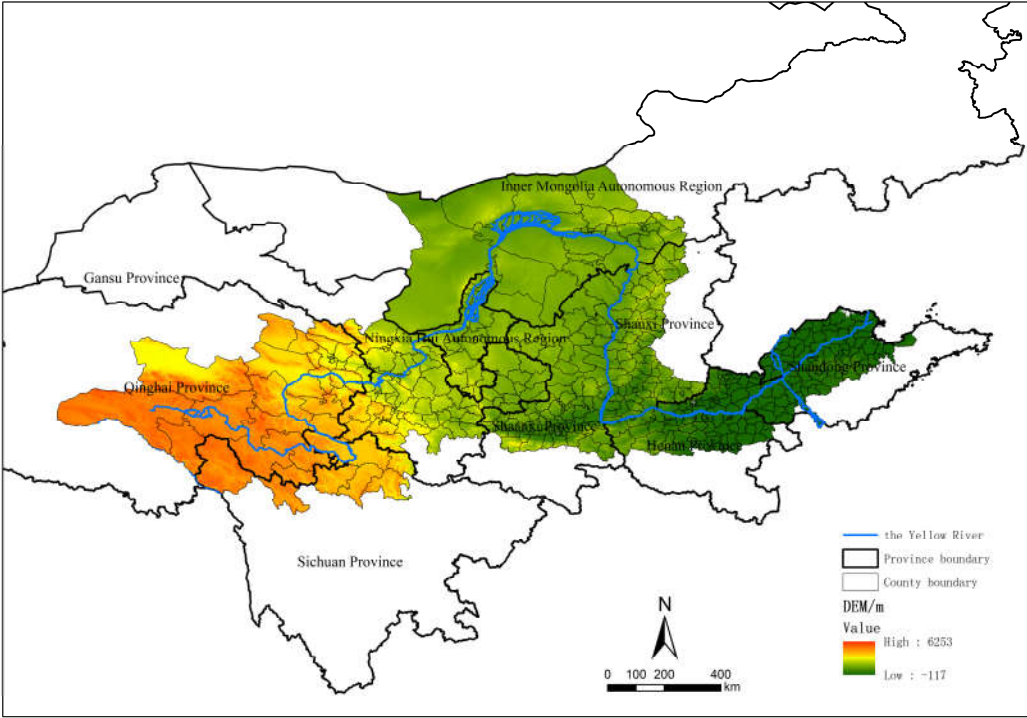 Inner Mongolia Autonomous Region
Gansu Province
Shanxi Province
Ningxia Hui Autonomous Region
Shandong Province
Qinghai Province
Shaanxi Province
Henan Province
Sichuan Province
the Yellow River
Province boundary
County boundary
DEM/m
Value
High : 6253
Low : -117
N
0 100 200 400
km